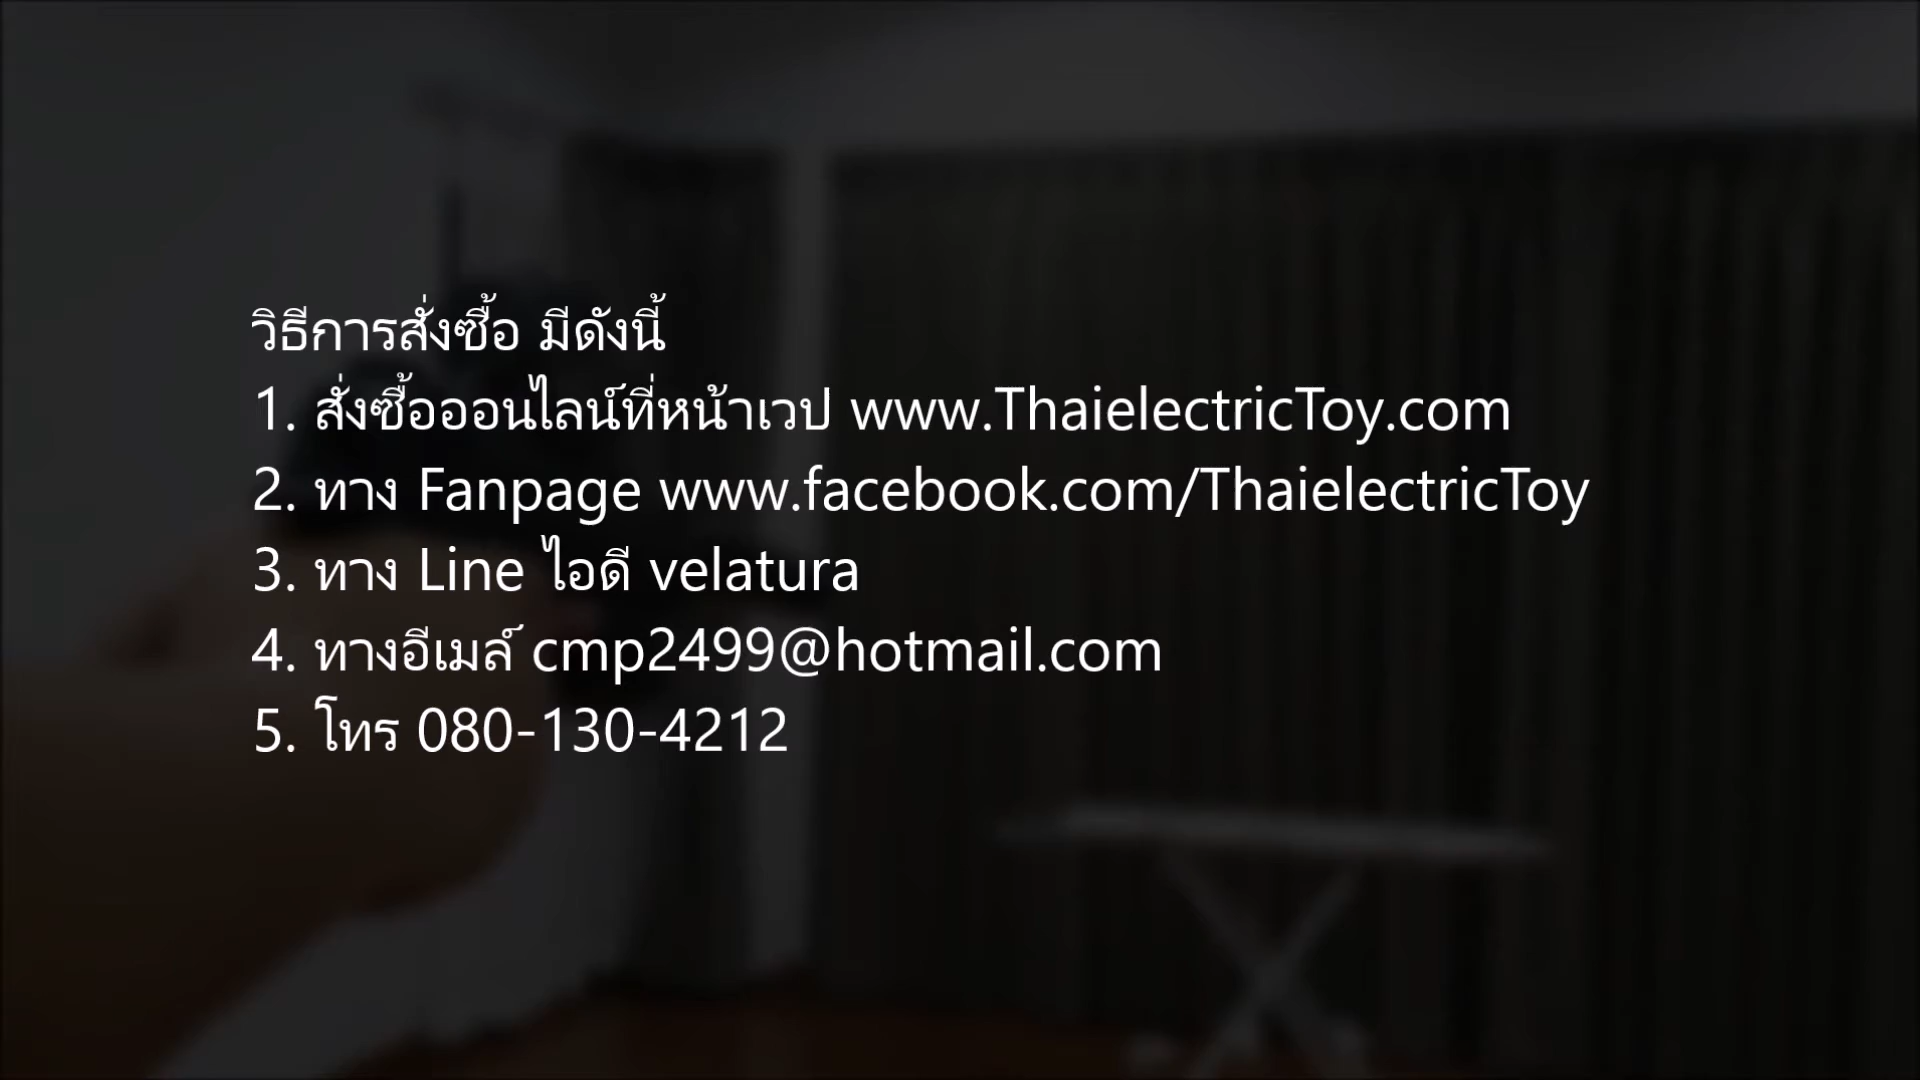 วิธีการสั่งซื้อ มีดังนี้
1. สั่งซื้อออนไลน์ที่หน้าเวป www.ThaielectricToy.com
2. ทาง Fanpage www.facebook.com/ThaielectricToy
3. ทาง Line ไอดี velatura
4. ทางอีเมล์ cmp2499@hotmail.com
5. โทร 080-130-4212